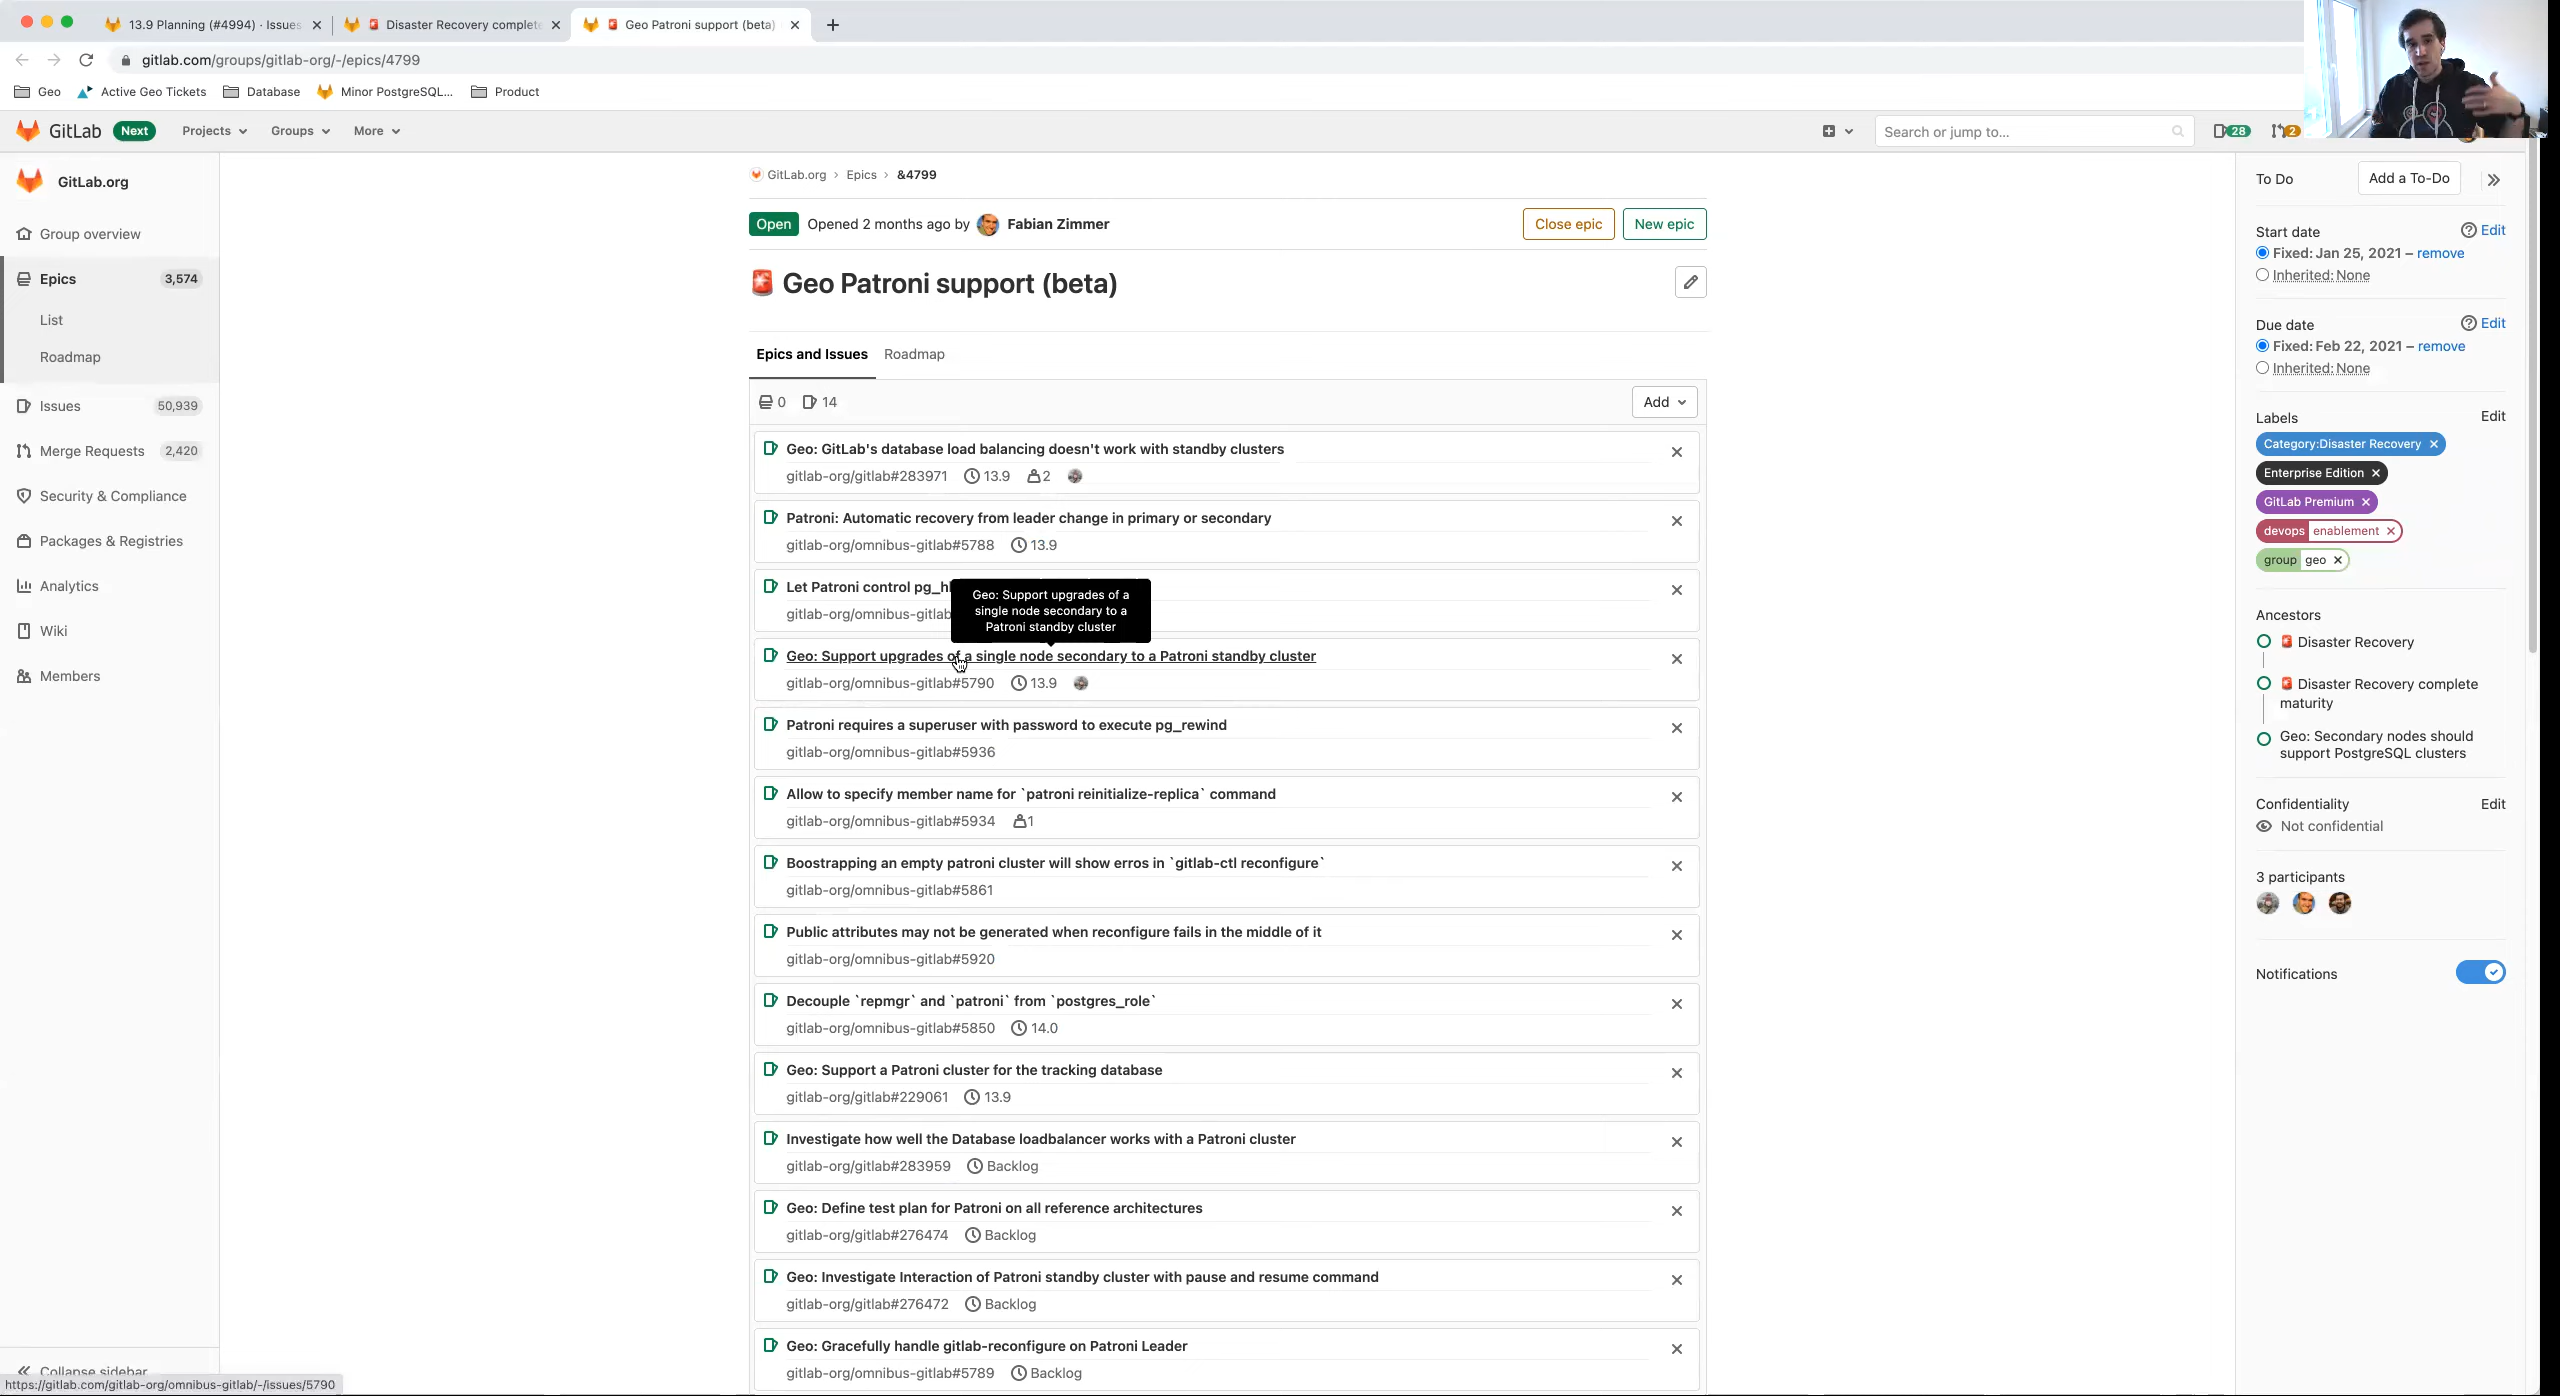 13.9 Planning (#4994) · Issues
Disaster Recovery complete
Geo Patroni support (beta)
gitlab.com/groups/gitlab-org/-/epics/4799
Geo
Active Geo Tickets
Database
Minor PostgreSQL...
Product
GitLab
Next
Projects
Groups
More
Search or jump to...
28
2
GitLab.org
Group overview
Epics
3,574
List
Roadmap
Issues
50,939
Merge Requests
2,420
Security & Compliance
Packages & Registries
Analytics
Wiki
Members
Collapse sidebar
https://gitlab.com/gitlab-org/omnibus-gitlab/-/issues/5790
GitLab.org › Epics › &4799
Open
Opened 2 months ago by
Fabian Zimmer
Close epic
New epic
Geo Patroni support (beta)
Epics and Issues
Roadmap
0
14
Add
Geo: GitLab's database load balancing doesn't work with standby clusters
gitlab-org/gitlab#283971
13.9
2
Patroni: Automatic recovery from leader change in primary or secondary
gitlab-org/omnibus-gitlab#5788
13.9
Let Patroni control
gitlab-org/omnibus-gitlab
Geo: Support upgrades of a
single node secondary to a
Patroni standby cluster
Geo: Support upgrades of a single node secondary to a Patroni standby cluster
gitlab-org/omnibus-gitlab#5790
13.9
Patroni requires a superuser with password to execute pg_rewind
gitlab-org/omnibus-gitlab#5936
Allow to specify member name for `patroni reinitialize-replica` command
gitlab-org/omnibus-gitlab#5934
1
Boostrapping an empty patroni cluster will show erros in `gitlab-ctl reconfigure`
gitlab-org/omnibus-gitlab#5861
Public attributes may not be generated when reconfigure fails in the middle of it
gitlab-org/omnibus-gitlab#5920
Decouple `repmgr` and `patroni` from `postgres_role`
gitlab-org/omnibus-gitlab#5850
14.0
Geo: Support a Patroni cluster for the tracking database
gitlab-org/gitlab#229061
13.9
Investigate how well the Database loadbalancer works with a Patroni cluster
gitlab-org/gitlab#283959
Backlog
Geo: Define test plan for Patroni on all reference architectures
gitlab-org/gitlab#276474
Backlog
Geo: Investigate Interaction of Patroni standby cluster with pause and resume command
gitlab-org/gitlab#276472
Backlog
Geo: Gracefully handle gitlab-reconfigure on Patroni Leader
gitlab-org/omnibus-gitlab#5789
Backlog
To Do
Add a To-Do
Start date
Edit
Fixed: Jan 25, 2021 – remove
Inherited: None
Due date
Edit
Fixed: Feb 22, 2021 – remove
Inherited: None
Labels
Edit
Category:Disaster Recovery
Enterprise Edition
GitLab Premium
devops enablement
group geo
Ancestors
Disaster Recovery
Disaster Recovery complete
maturity
Geo: Secondary nodes should
support PostgreSQL clusters
Confidentiality
Edit
Not confidential
3 participants
Notifications